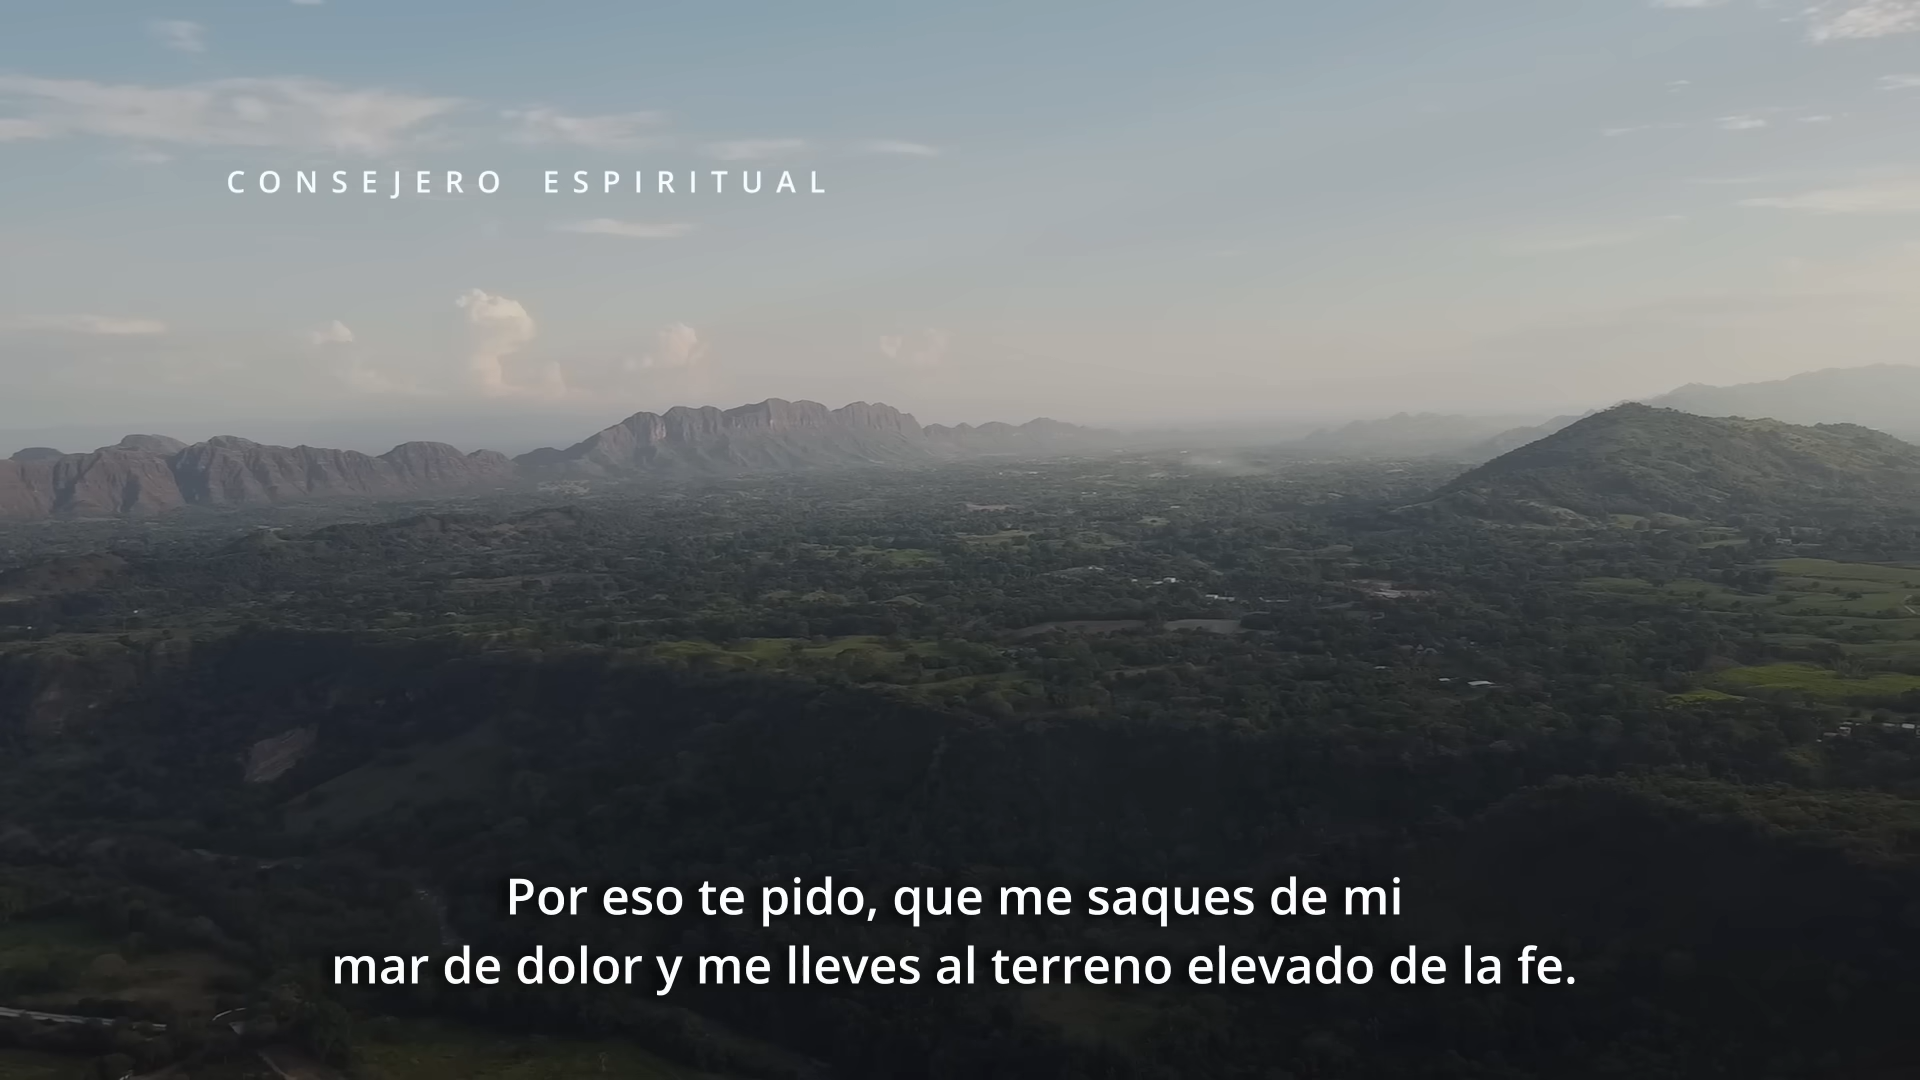 CONSEJERO ESPIRITUAL
Por eso te pido, que me saques de mi
mar de dolor y me lleves al terreno elevado de la fe.